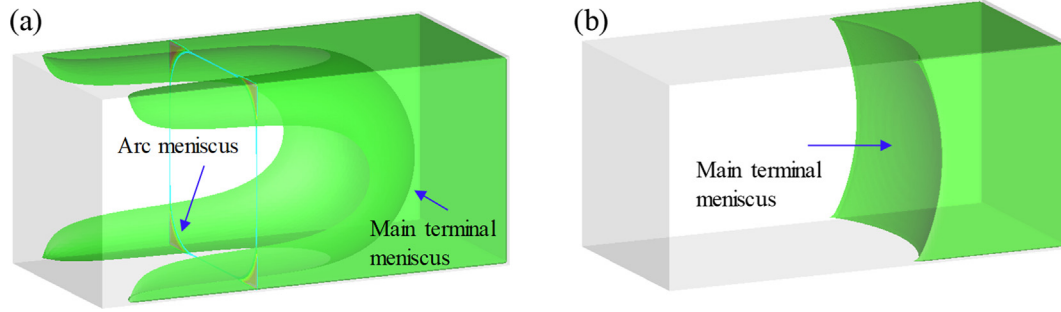 (a)
Arc meniscus
Main terminal
meniscus
(b)
Main terminal
meniscus